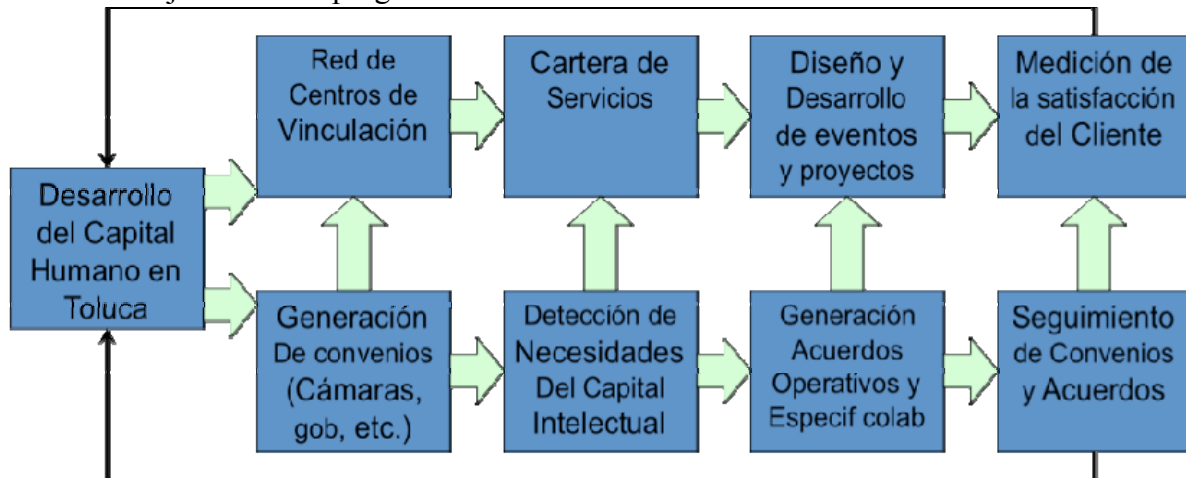 Red de
Centros de
Vinculación
Cartera de
Servicios
Diseño y
Desarrollo
de eventos
y proyectos
Medición de
la satisfacción
del Cliente
Desarrollo
del Capital
Humano en
Toluca
Generación
De convenios
(Cámaras,
gob, etc.)
Detección de
Necesidades
Del Capital
Intelectual
Generación
Acuerdos
Operativos y
Especif colab
Seguimiento
de Convenios
y Acuerdos